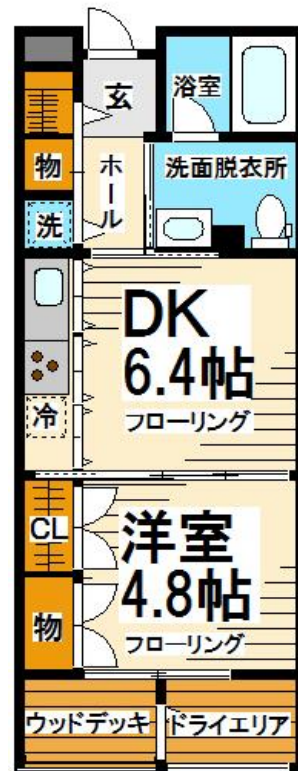 玄
浴室
物
ホール
洗面脱衣所
洗
DK
6.4帖
フローリング
冷
CL
洋室
4.8帖
物
フローリング
ウッドデッキ
ドライエリア